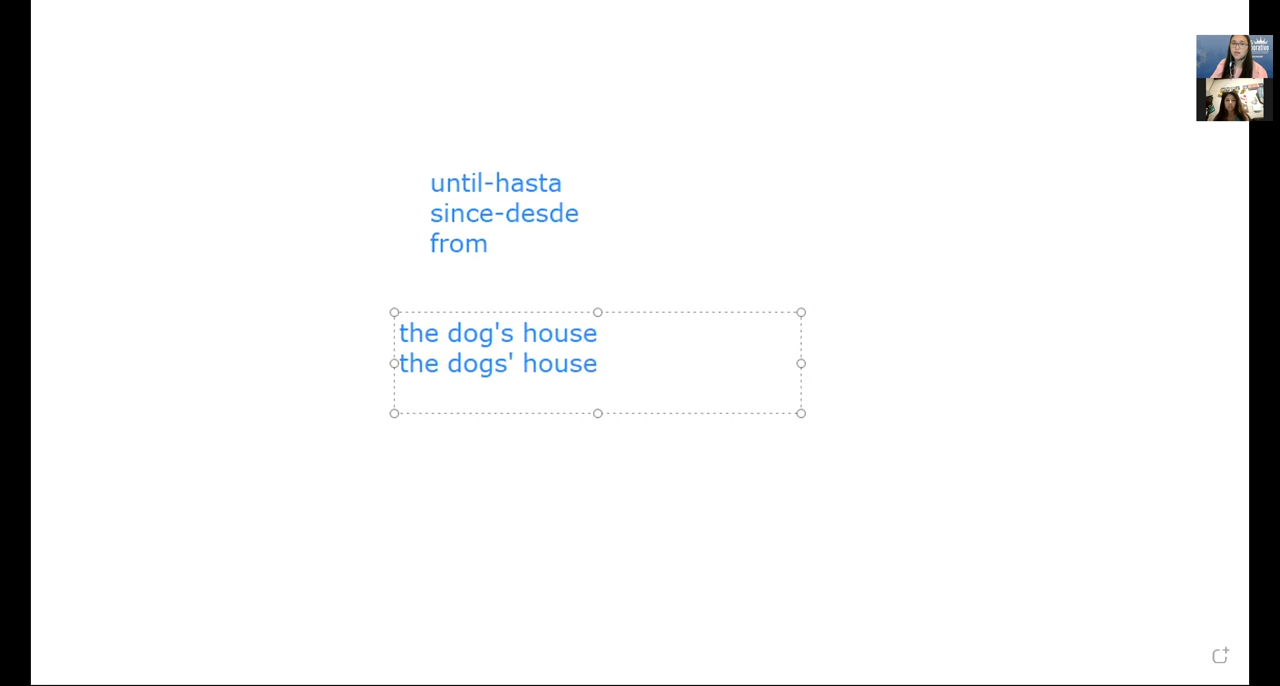 until-hasta
since-desde
from
the dog's house
the dogs' house